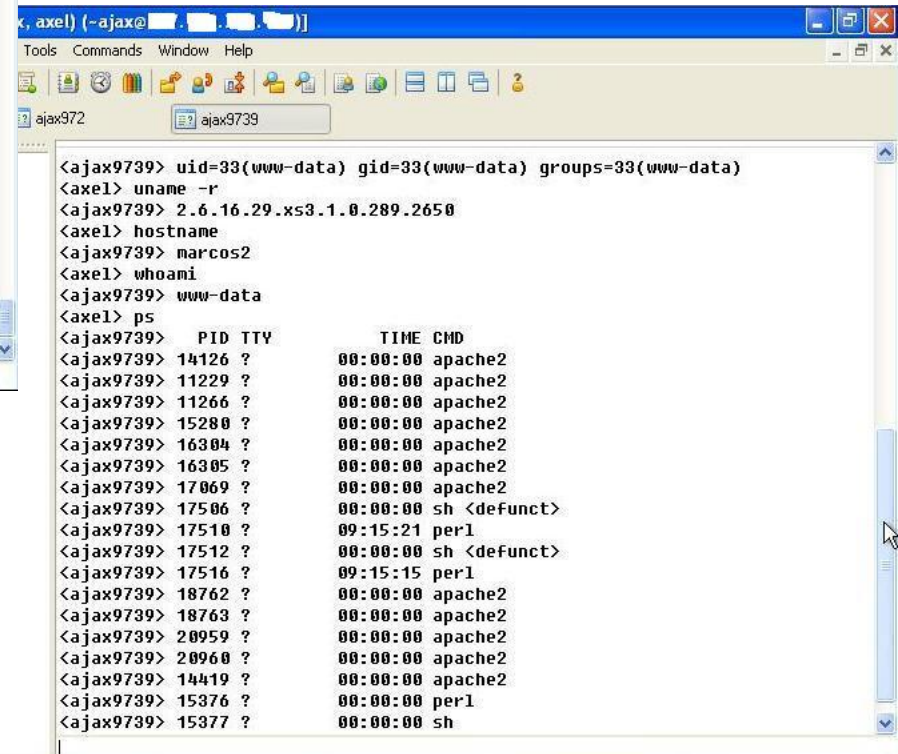 x, axel) (~ajax@ . . . )]
Tools Commands Window Help
ajax972 ajax9739
<ajax9739> uid=33(www-data) gid=33(www-data) groups=33(www-data)
<axel> uname -r
<ajax9739> 2.6.16.29.xs3.1.0.289.2650
<axel> hostname
<ajax9739> marcos2
<axel> whoami
<ajax9739> www-data
<axel> ps
<ajax9739>   PID TTY          TIME CMD
<ajax9739> 14126 ?        00:00:00 apache2
<ajax9739> 11229 ?        00:00:00 apache2
<ajax9739> 11266 ?        00:00:00 apache2
<ajax9739> 15280 ?        00:00:00 apache2
<ajax9739> 16304 ?        00:00:00 apache2
<ajax9739> 16305 ?        00:00:00 apache2
<ajax9739> 17069 ?        00:00:00 apache2
<ajax9739> 17506 ?        00:00:00 sh <defunct>
<ajax9739> 17510 ?        09:15:21 perl
<ajax9739> 17512 ?        00:00:00 sh <defunct>
<ajax9739> 17516 ?        09:15:15 perl
<ajax9739> 18762 ?        00:00:00 apache2
<ajax9739> 18763 ?        00:00:00 apache2
<ajax9739> 20959 ?        00:00:00 apache2
<ajax9739> 20960 ?        00:00:00 apache2
<ajax9739> 14419 ?        00:00:00 apache2
<ajax9739> 15376 ?        00:00:00 perl
<ajax9739> 15377 ?        00:00:00 sh